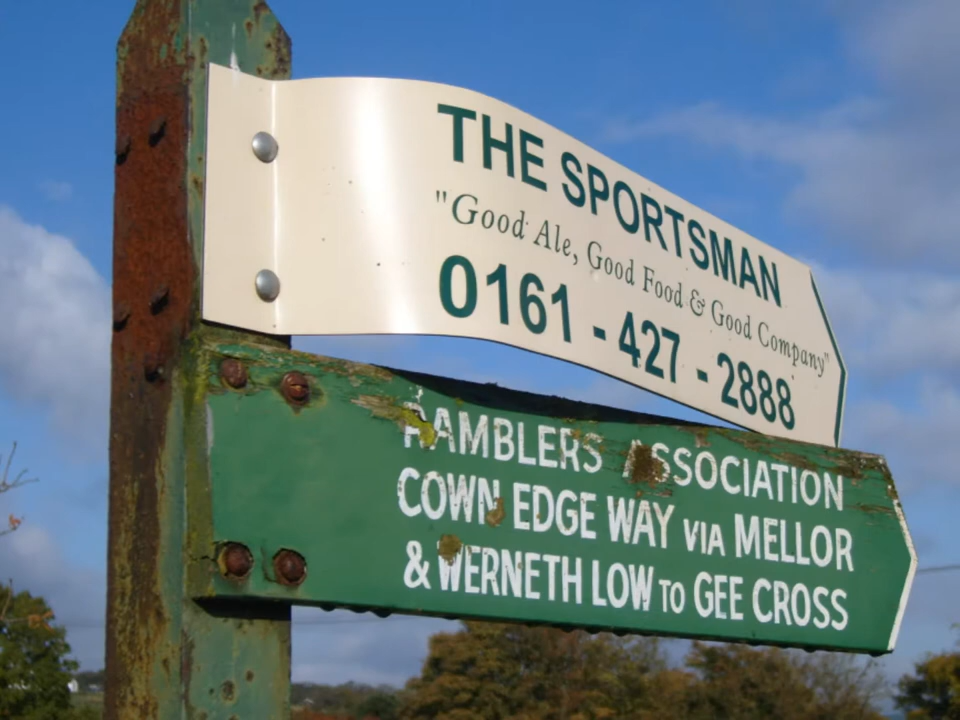 THE SPORTSMAN
"Good Ale, Good Food & Good Company"
0161-427-2888
RAMBLERS ASSOCIATION
COWN EDGE WAY VIA MELLOR
& WERNETH LOW TO GEE CROSS